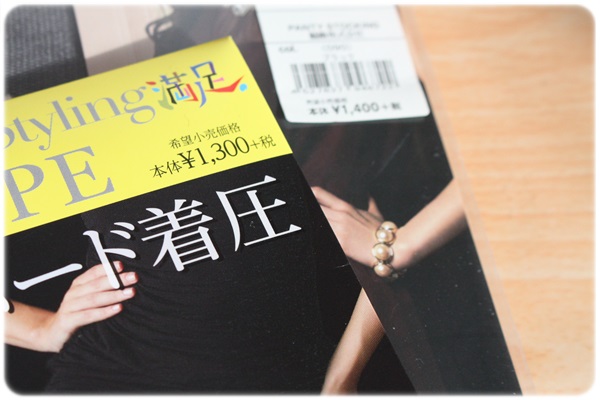 PANTY STOCKING
本体 ¥1,400+税
Styling満足
希望小売価格
本体¥1,300+税
PE
ード着圧